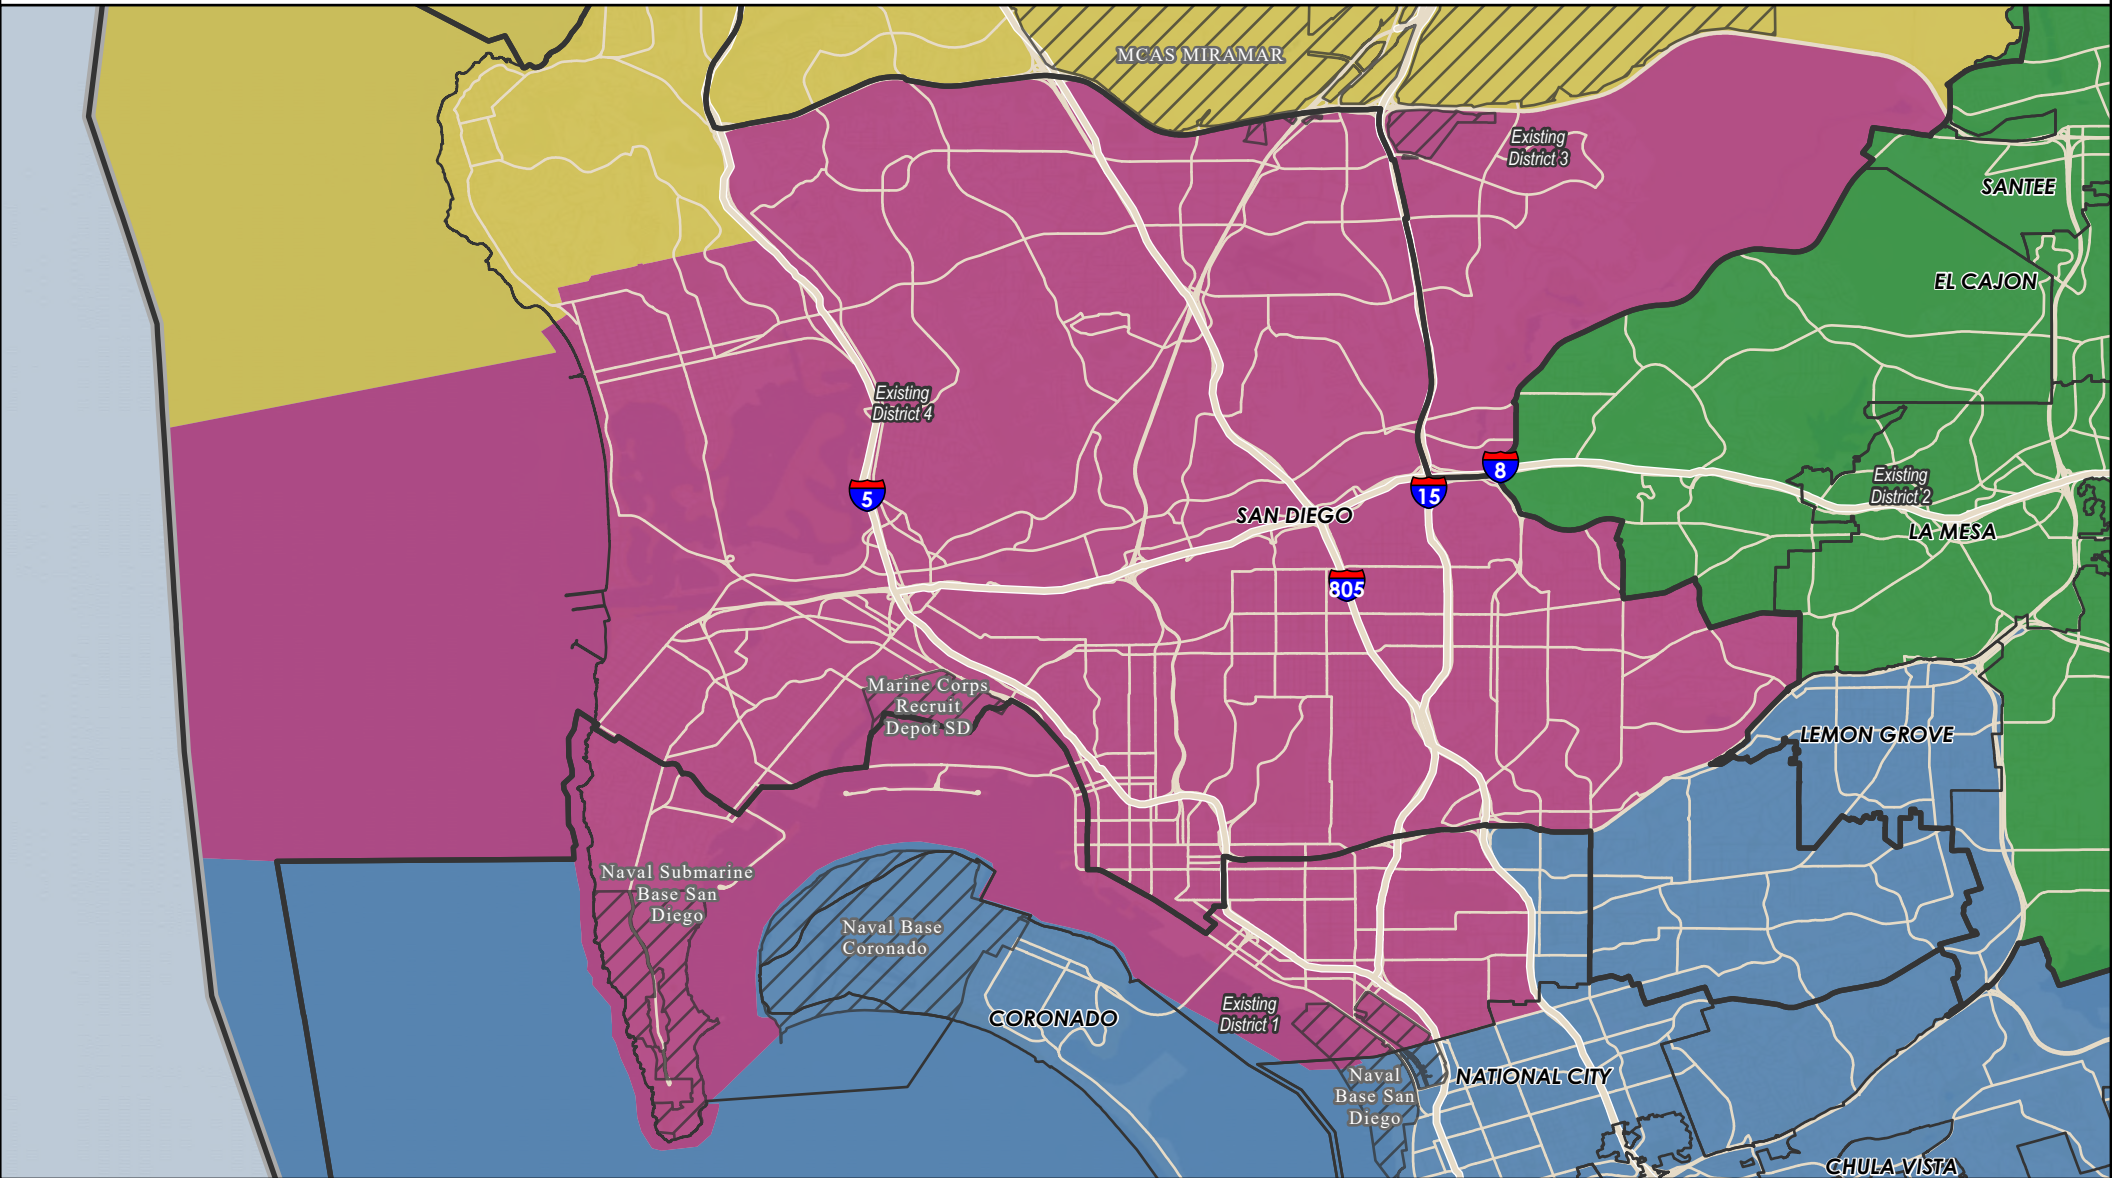 MCAS MIRAMAR
Existing
District 3
SANTEE
EL CAJON
Existing
District 4
8
Existing
District 2
5
15
SAN DIEGO
LA MESA
805
Marine Corps
Recruit
Depot SD
LEMON GROVE
Naval Submarine
Base San
Diego
Naval Base
Coronado
Existing
District 1
CORONADO
Naval
Base San
Diego
NATIONAL CITY
CHULA VISTA